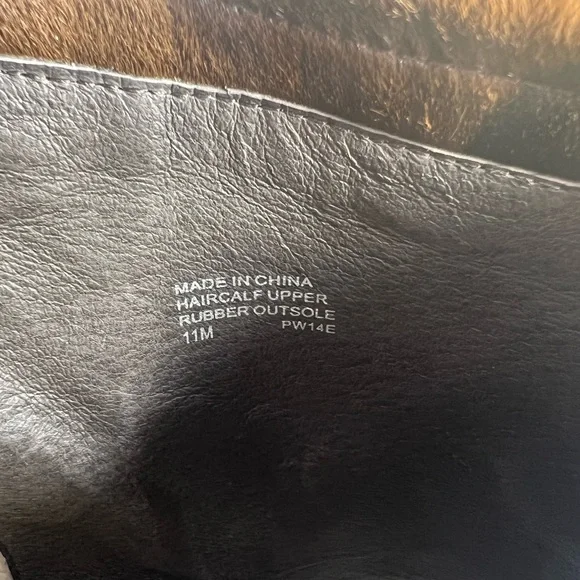 MADE IN CHINA
HAIRCALF UPPER
RUBBER OUTSOLE
11M PW14E